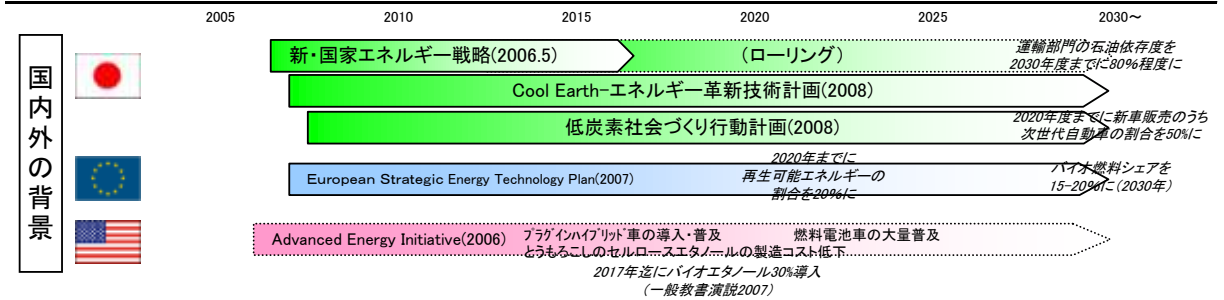 2005 2010 2015 2020 2025 2030～
国内外の背景
新・国家エネルギー戦略(2006.5)
(ローリング)
運輸部門の石油依存度を
2030年度までに80%程度に
Cool Earth-エネルギー革新技術計画(2008)
低炭素社会づくり行動計画(2008)
2020年度までに新車販売のうち
次世代自動車の割合を50%に
European Strategic Energy Technology Plan(2007)
2020年までに
再生可能エネルギーの
割合を20%に
バイオ燃料シェアを
15-20%に(2030年)
Advanced Energy Initiative(2006)
ﾌﾟﾗｸﾞｲﾝﾊｲﾌﾞﾘｯﾄﾞ車の導入・普及
燃料電池車の大量普及
とうもろこしのセルロースエタノールの製造コスト低下
2017年迄にバイオエタノール30%導入
(一般教書演説2007)